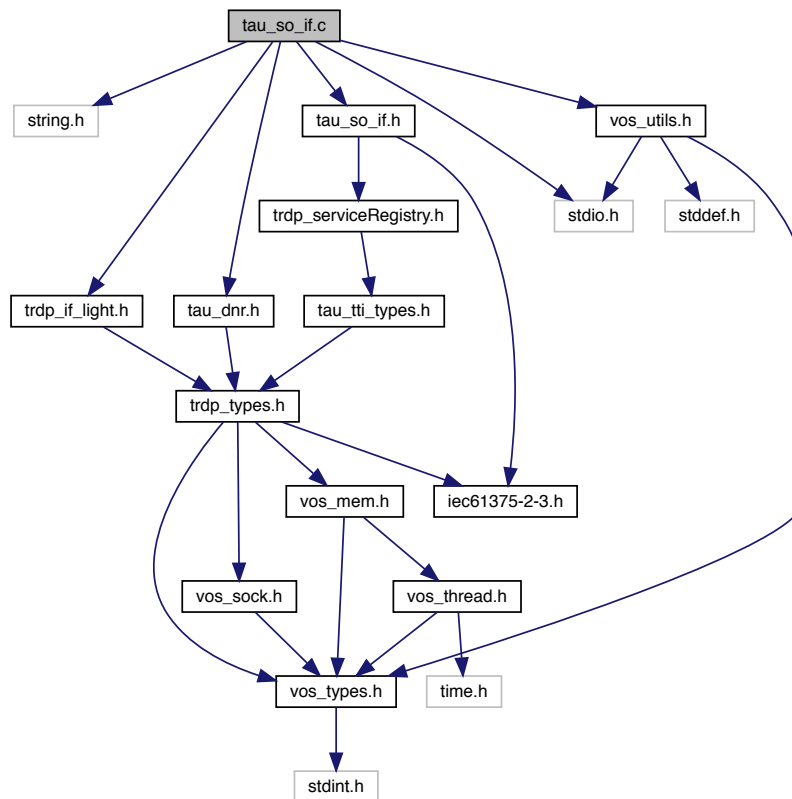 tau_so_if.c
string.h
tau_so_if.h
vos_utils.h
trdp_serviceRegistry.h
stdio.h
stddef.h
trdp_if_light.h
tau_dnr.h
tau_tti_types.h
trdp_types.h
vos_mem.h
iec61375-2-3.h
vos_sock.h
vos_thread.h
vos_types.h
time.h
stdint.h